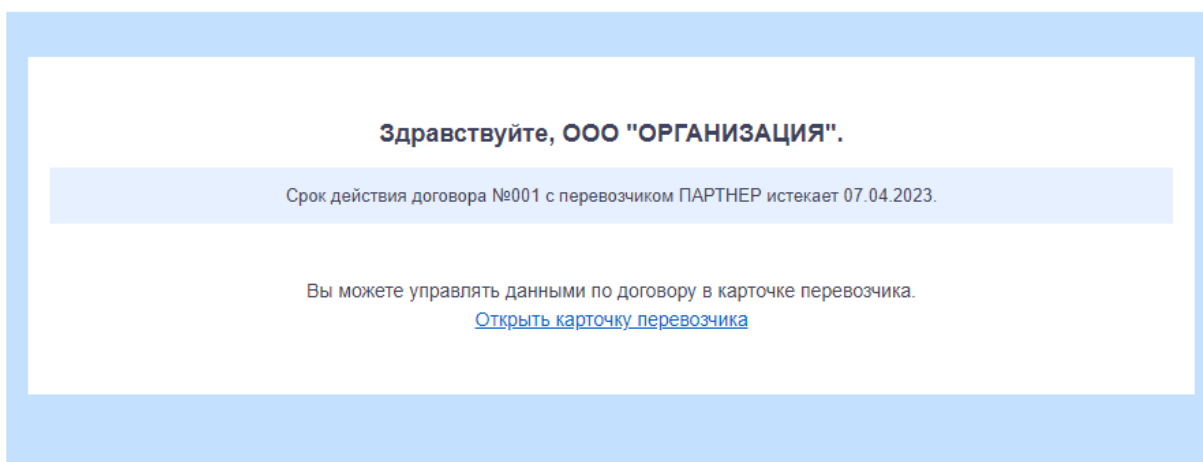 Здравствуйте, ООО "ОРГАНИЗАЦИЯ".
Срок действия договора №001 с перевозчиком ПАРТНЕР истекает 07.04.2023.
Вы можете управлять данными по договору в карточке перевозчика.
Открыть карточку перевозчика